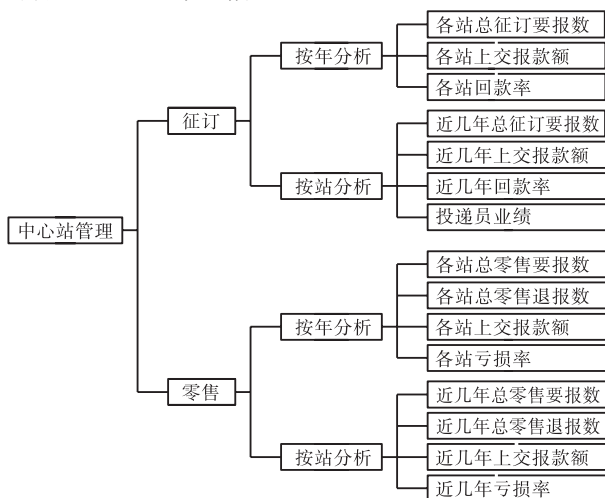 各站总征订要报数
按年分析
各站上交报款额
各站回款率
征订
近几年总征订要报数
近几年上交报款额
按站分析
近几年回款率
投递员业绩
中心站管理
各站总零售要报数
各站总零售退报数
按年分析
各站上交报款额
各站亏损率
零售
近几年总零售要报数
近几年总零售退报数
按站分析
近几年上交报款额
近几年亏损率